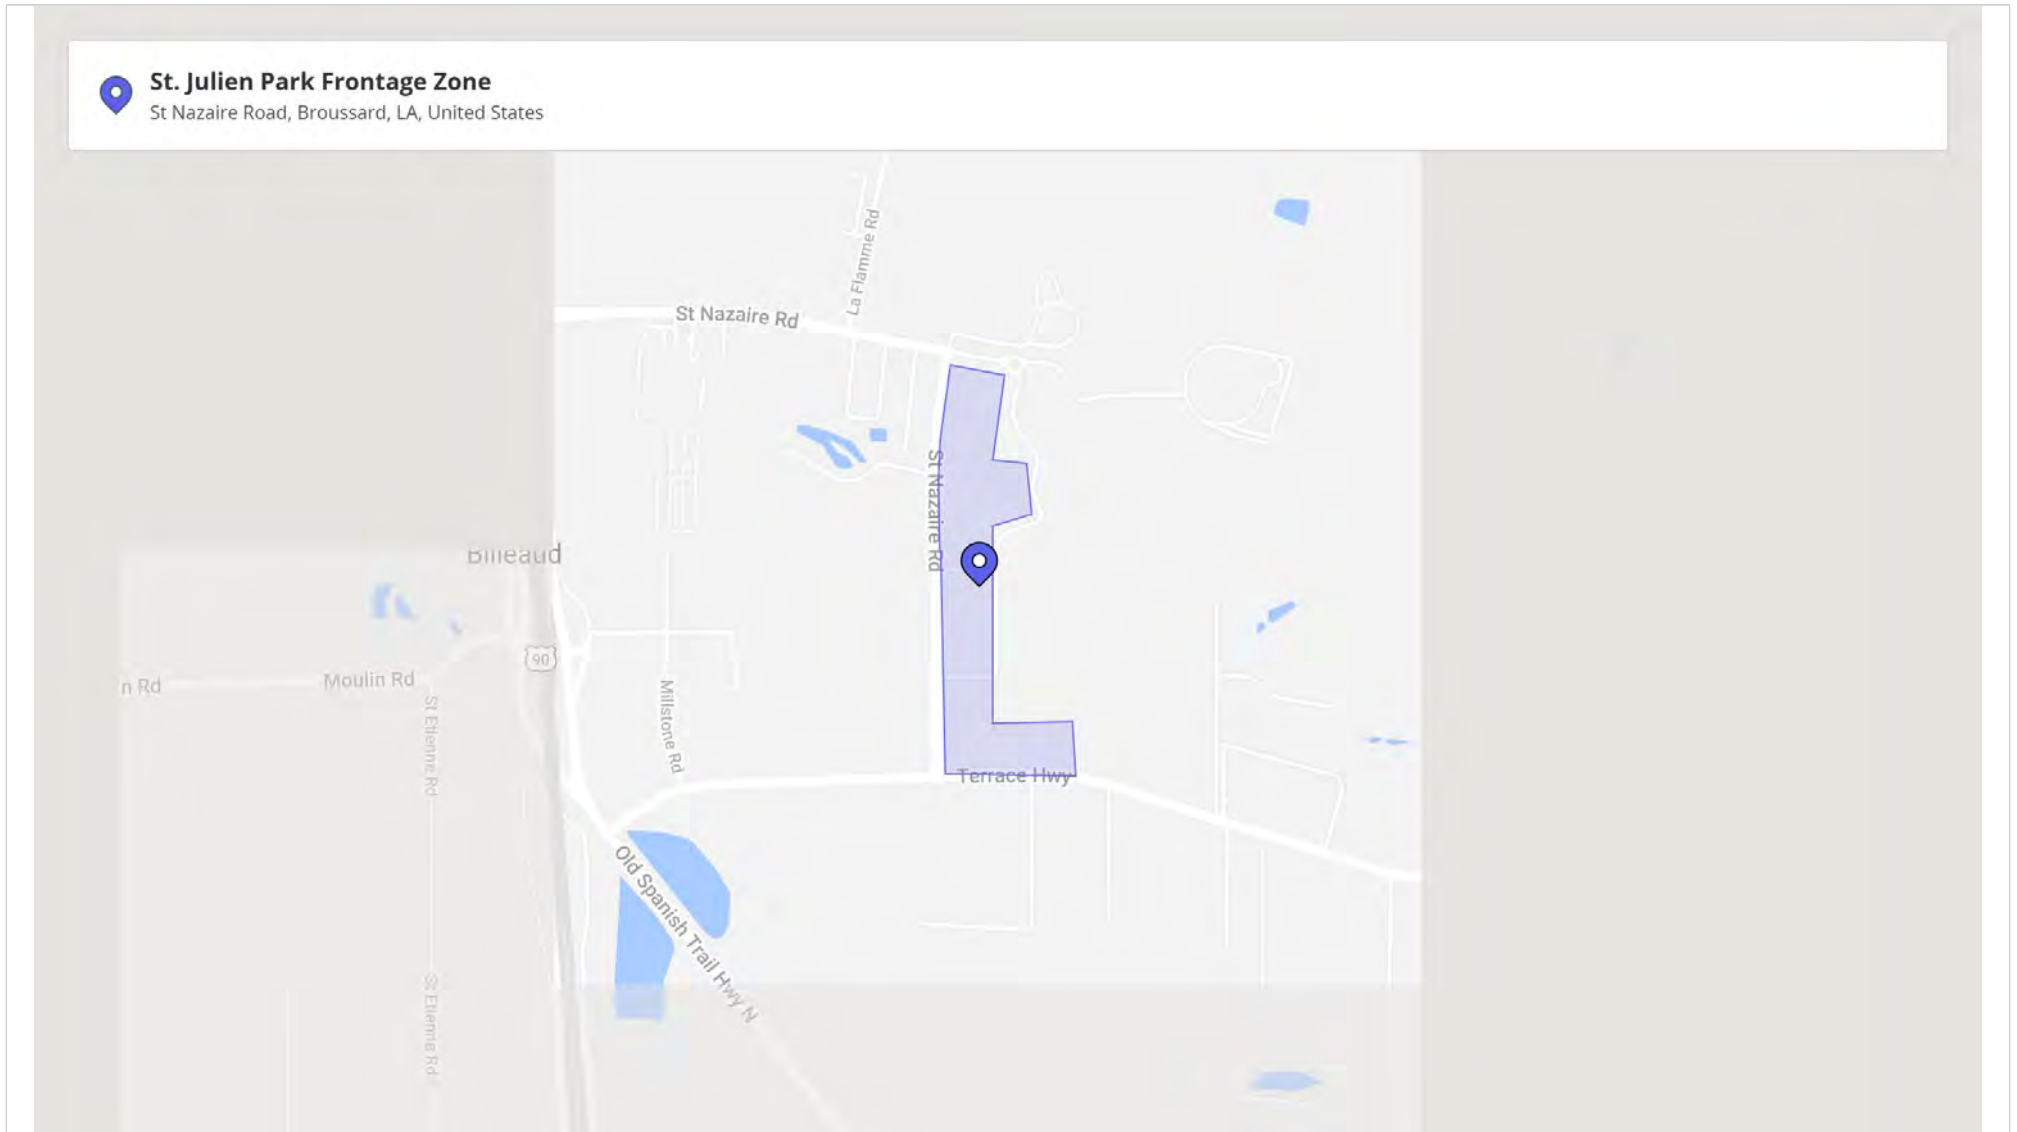 St. Julien Park Frontage Zone
St Nazaire Road, Broussard, LA, United States
La Flamme Rd
St Nazaire Rd
St Nazaire Rd
Billeaud
90
n Rd
Moulin Rd
St Etienne Rd
Millstone Rd
Terrace Hwy
Old Spanish Trail Hwy N
St Etienne Rd